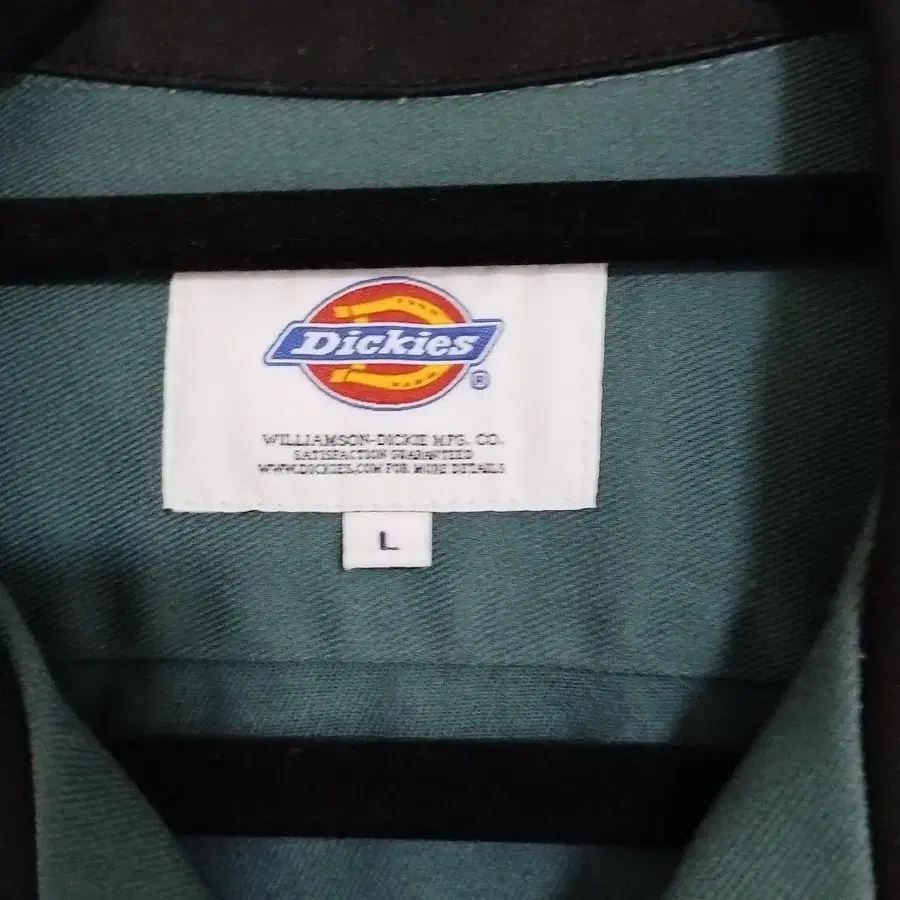 Dickies
®
WILLIAMSON-DICKIE MFG. CO.
SATISFACTION GUARANTEED
WWW.DICKIES.COM FOR MORE DETAILS
L